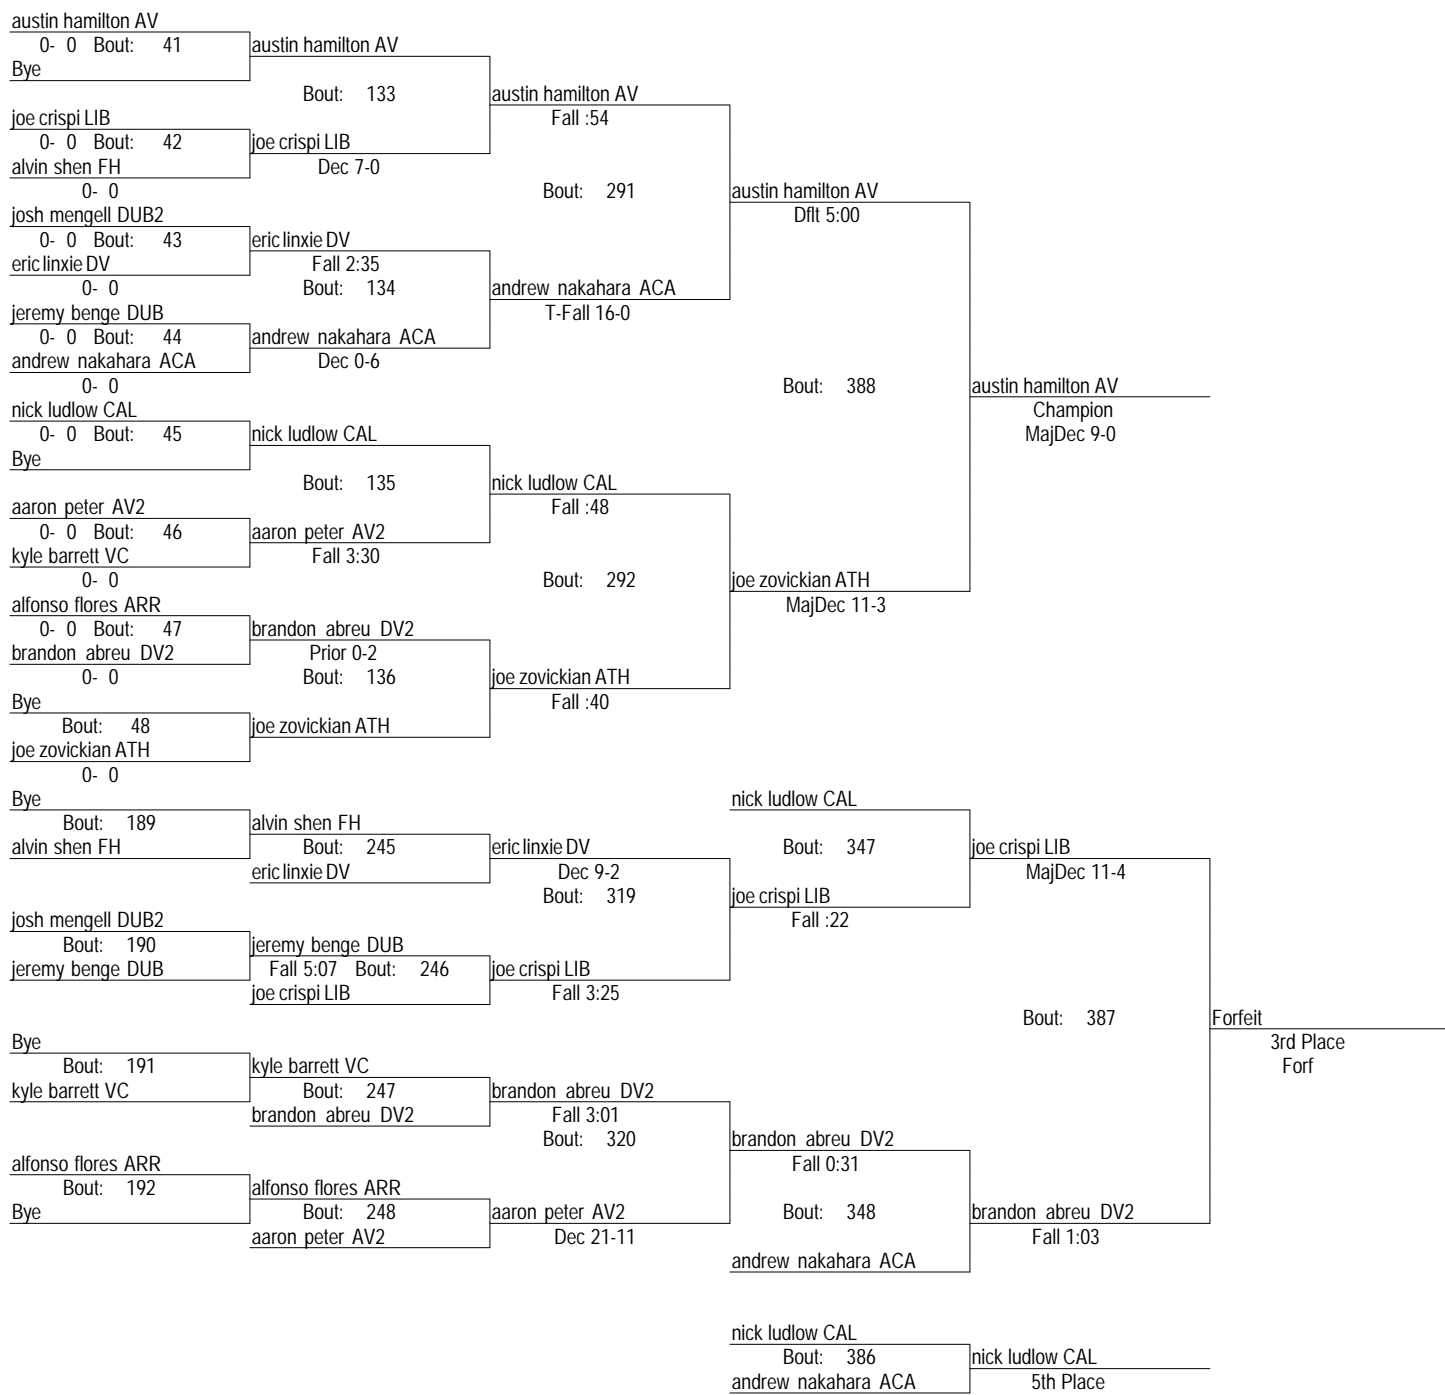 austin hamilton AV
0- 0 Bout: 41
austin hamilton AV
Bye
Bout: 133
austin hamilton AV
joe crispi LIB
Fall :54
0- 0 Bout: 42
joe crispi LIB
alvin shen FH
Dec 7-0
0- 0
Bout: 291
austin hamilton AV
josh mengell DUB2
Dflt 5:00
0- 0 Bout: 43
eric linxie DV
eric linxie DV
Fall 2:35
0- 0
Bout: 134
andrew nakahara ACA
jeremy benge DUB
T-Fall 16-0
0- 0 Bout: 44
andrew nakahara ACA
andrew nakahara ACA
Dec 0-6
0- 0
Bout: 388
austin hamilton AV
nick ludlow CAL
Champion
0- 0 Bout: 45
nick ludlow CAL
MajDec 9-0
Bye
Bout: 135
nick ludlow CAL
aaron peter AV2
Fall :48
0- 0 Bout: 46
aaron peter AV2
kyle barrett VC
Fall 3:30
0- 0
Bout: 292
joe zovickian ATH
alfonso flores ARR
MajDec 11-3
0- 0 Bout: 47
brandon abreu DV2
brandon abreu DV2
Prior 0-2
0- 0
Bout: 136
joe zovickian ATH
Bye
Fall :40
Bout: 48
joe zovickian ATH
joe zovickian ATH
0- 0
Bye
nick ludlow CAL
Bout: 189
alvin shen FH
alvin shen FH
Bout: 245
eric linxie DV
Bout: 347
joe crispi LIB
eric linxie DV
Dec 9-2
MajDec 11-4
Bout: 319
joe crispi LIB
josh mengell DUB2
Fall :22
Bout: 190
jeremy benge DUB
jeremy benge DUB
Fall 5:07 Bout: 246
joe crispi LIB
joe crispi LIB
Fall 3:25
Bout: 387
Forfeit
Bye
3rd Place
Bout: 191
kyle barrett VC
Forf
kyle barrett VC
Bout: 247
brandon abreu DV2
brandon abreu DV2
Fall 3:01
Bout: 320
brandon abreu DV2
alfonso flores ARR
Fall 0:31
Bout: 192
alfonso flores ARR
Bye
Bout: 248
aaron peter AV2
Bout: 348
brandon abreu DV2
aaron peter AV2
Dec 21-11
Fall 1:03
andrew nakahara ACA
nick ludlow CAL
Bout: 386
nick ludlow CAL
andrew nakahara ACA
5th Place